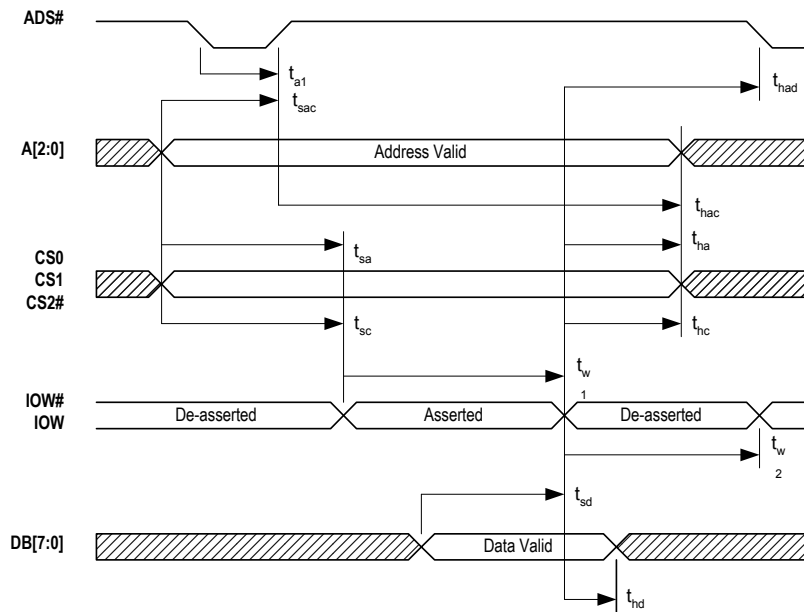 ADS#
t_a1
t_sac
t_had
A[2:0]
Address Valid
t_hac
t_sa
t_ha
CS0
CS1
CS2#
t_sc
t_hc
t_w
1
IOW#
IOW
De-asserted
Asserted
De-asserted
t_w
2
t_sd
DB[7:0]
Data Valid
t_hd